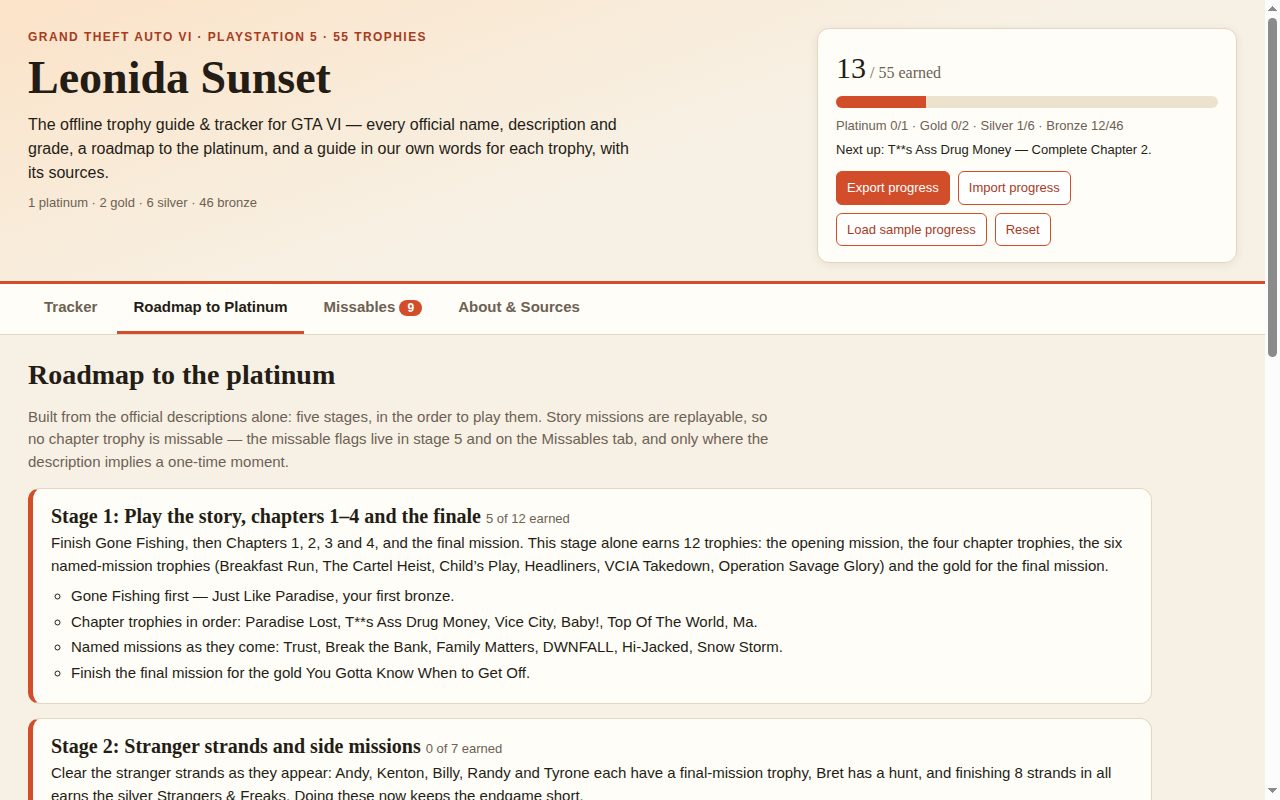 GRAND THEFT AUTO VI · PLAYSTATION 5 · 55 TROPHIES
Leonida Sunset
The offline trophy guide & tracker for GTA VI — every official name, description and
grade, a roadmap to the platinum, and a guide in our own words for each trophy, with
its sources.
1 platinum · 2 gold · 6 silver · 46 bronze
13 / 55 earned
Platinum 0/1 · Gold 0/2 · Silver 1/6 · Bronze 12/46
Next up: T**s Ass Drug Money — Complete Chapter 2.
Export progress Import progress
Load sample progress Reset
Tracker Roadmap to Platinum Missables 9 About & Sources
Roadmap to the platinum
Built from the official descriptions alone: five stages, in the order to play them. Story missions are replayable, so
no chapter trophy is missable — the missable flags live in stage 5 and on the Missables tab, and only where the
description implies a one-time moment.
Stage 1: Play the story, chapters 1–4 and the finale 5 of 12 earned
Finish Gone Fishing, then Chapters 1, 2, 3 and 4, and the final mission. This stage alone earns 12 trophies: the opening mission, the four chapter trophies, the six
named-mission trophies (Breakfast Run, The Cartel Heist, Child’s Play, Headliners, VCIA Takedown, Operation Savage Glory) and the gold for the final mission.
Gone Fishing first — Just Like Paradise, your first bronze.
Chapter trophies in order: Paradise Lost, T**s Ass Drug Money, Vice City, Baby!, Top Of The World, Ma.
Named missions as they come: Trust, Break the Bank, Family Matters, DWNFALL, Hi-Jacked, Snow Storm.
Finish the final mission for the gold You Gotta Know When to Get Off.
Stage 2: Stranger strands and side missions 0 of 7 earned
Clear the stranger strands as they appear: Andy, Kenton, Billy, Randy and Tyrone each have a final-mission trophy, Bret has a hunt, and finishing 8 strands in all
earns the silver Strangers & Freaks. Doing these now keeps the endgame short.